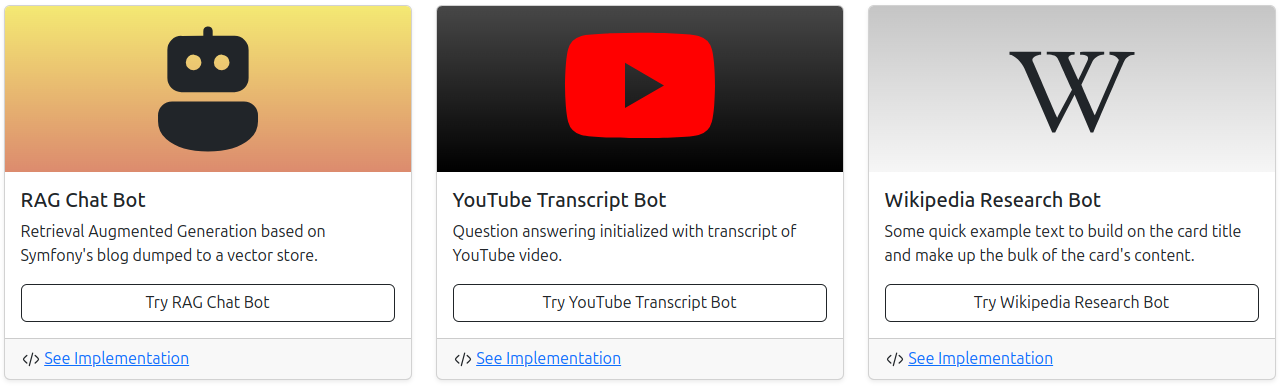 W
RAG Chat Bot
Retrieval Augmented Generation based on
Symfony's blog dumped to a vector store.
Try RAG Chat Bot
</> See Implementation
YouTube Transcript Bot
Question answering initialized with transcript of
YouTube video.
Try YouTube Transcript Bot
</> See Implementation
Wikipedia Research Bot
Some quick example text to build on the card title
and make up the bulk of the card's content.
Try Wikipedia Research Bot
</> See Implementation